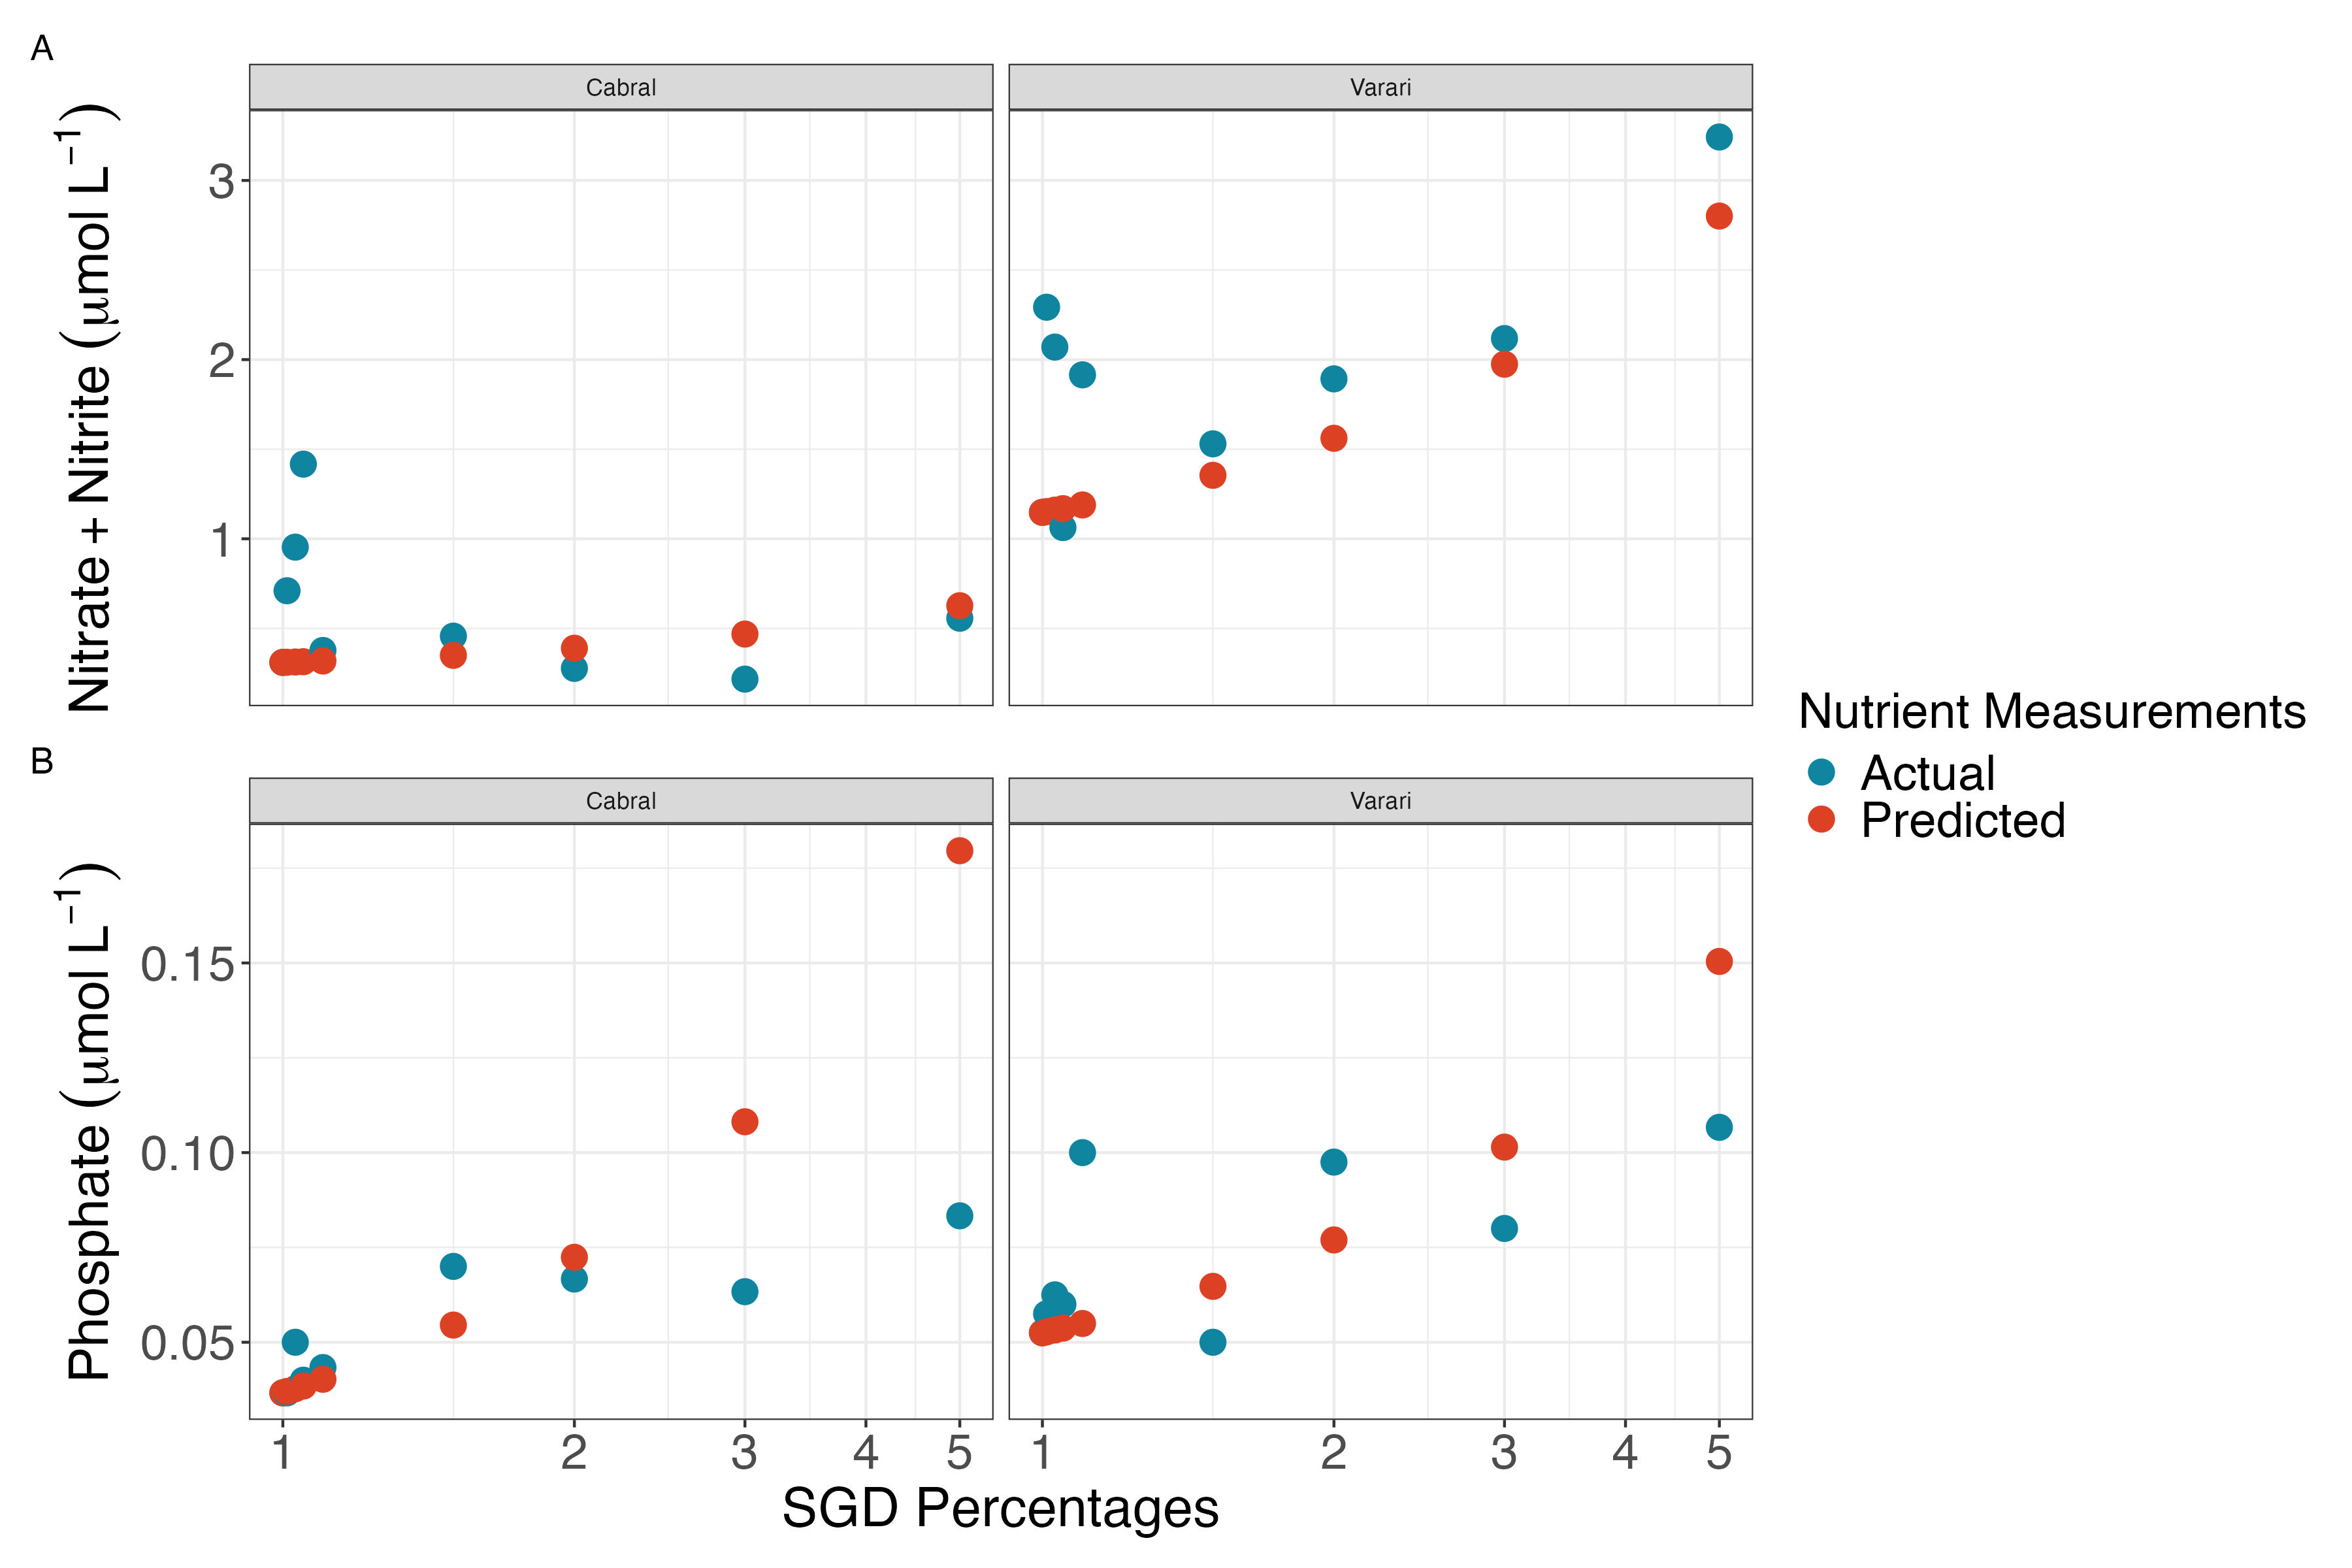 A
Cabral
Varari
Nitrate + Nitrite (μmol L⁻¹)
3
2
1
B
Cabral
Varari
Phosphate (μmol L⁻¹)
0.15
0.10
0.05
1 2 3 4 5
1 2 3 4 5
SGD Percentages
Nutrient Measurements
Actual
Predicted